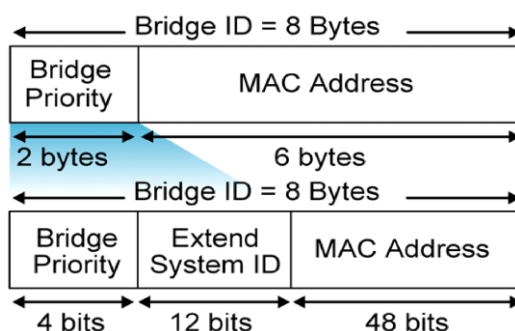 Bridge ID = 8 Bytes
Bridge
Priority
MAC Address
2 bytes
6 bytes
Bridge ID = 8 Bytes
Bridge
Priority
Extend
System ID
MAC Address
4 bits
12 bits
48 bits